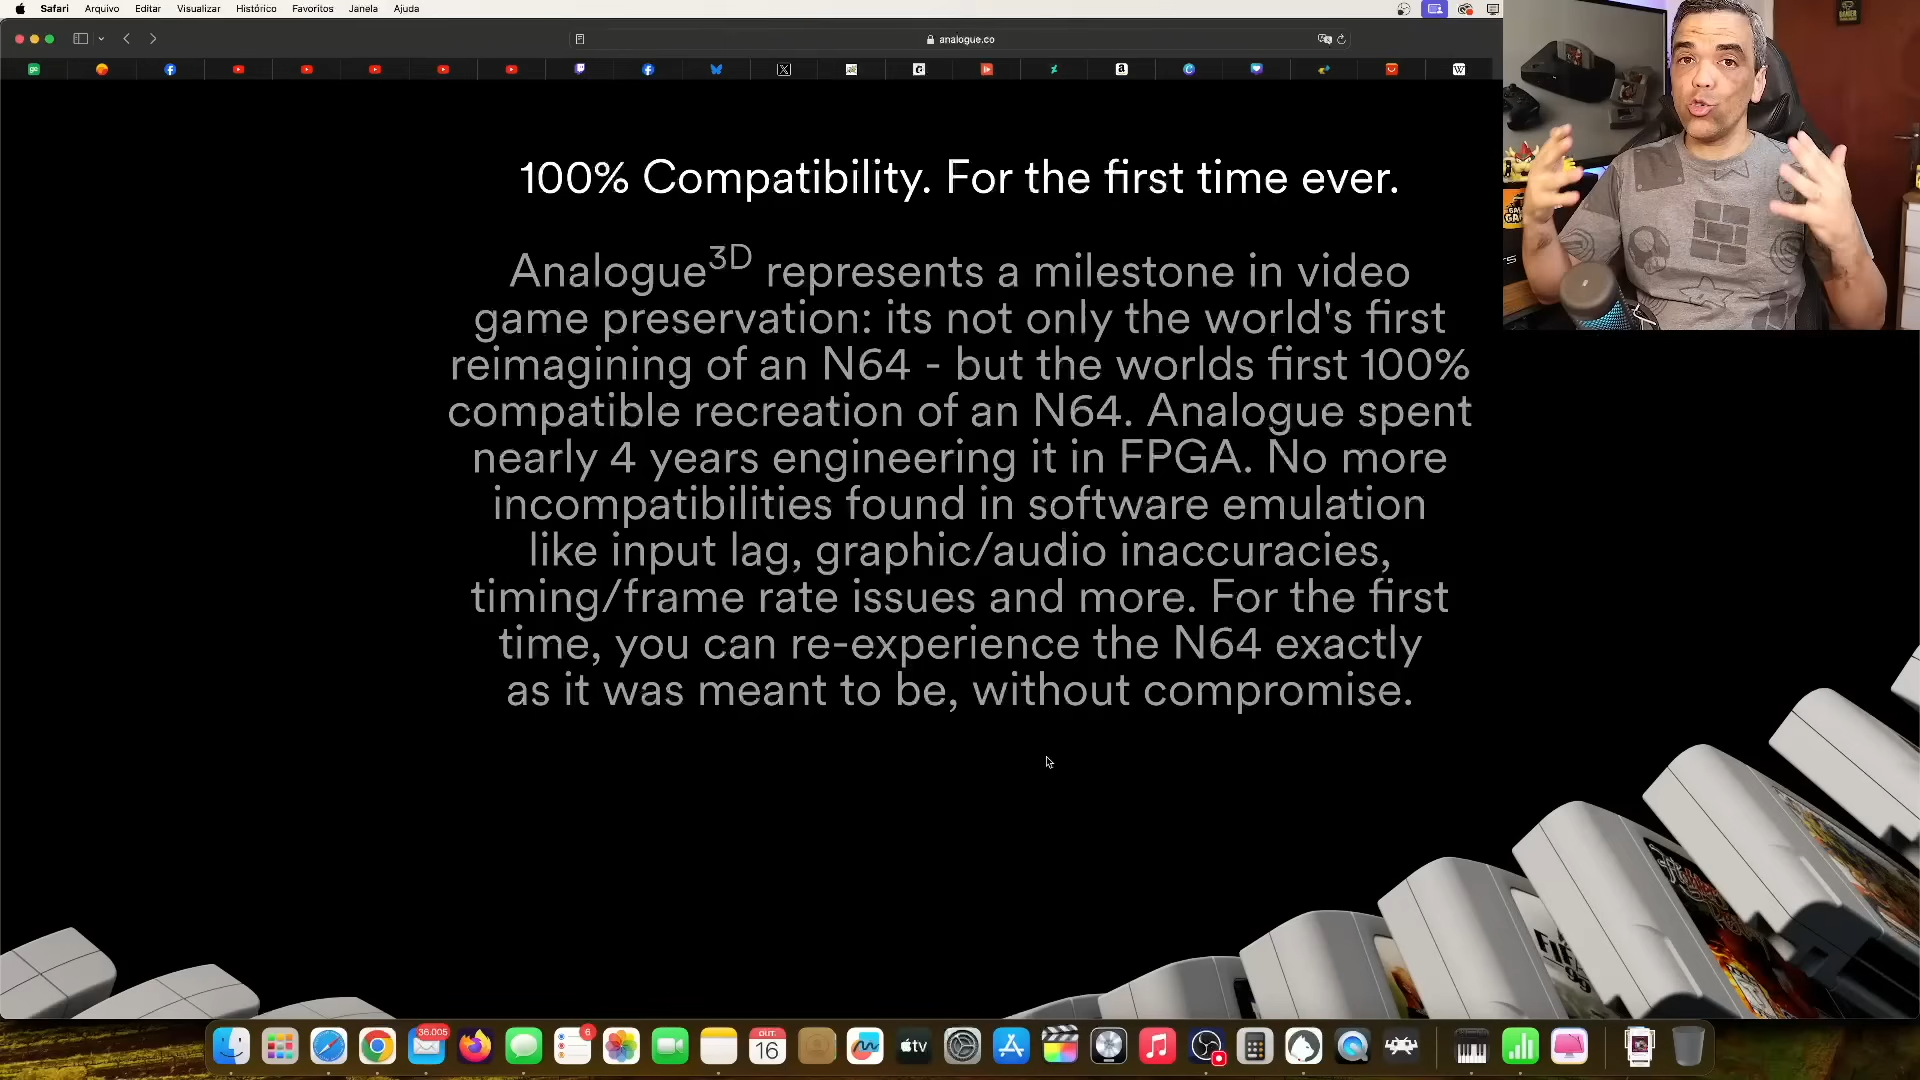 Safari Arquivo Editar Visualizar Histórico Favoritos Janela Ajuda
analogue.co
100% Compatibility. For the first time ever.
Analogue3D represents a milestone in video
game preservation: its not only the world's first
reimagining of an N64 - but the worlds first 100%
compatible recreation of an N64. Analogue spent
nearly 4 years engineering it in FPGA. No more
incompatibilities found in software emulation
like input lag, graphic/audio inaccuracies,
timing/frame rate issues and more. For the first
time, you can re-experience the N64 exactly
as it was meant to be, without compromise.
FIFA
99
36.005
6
OUT.
16
tv